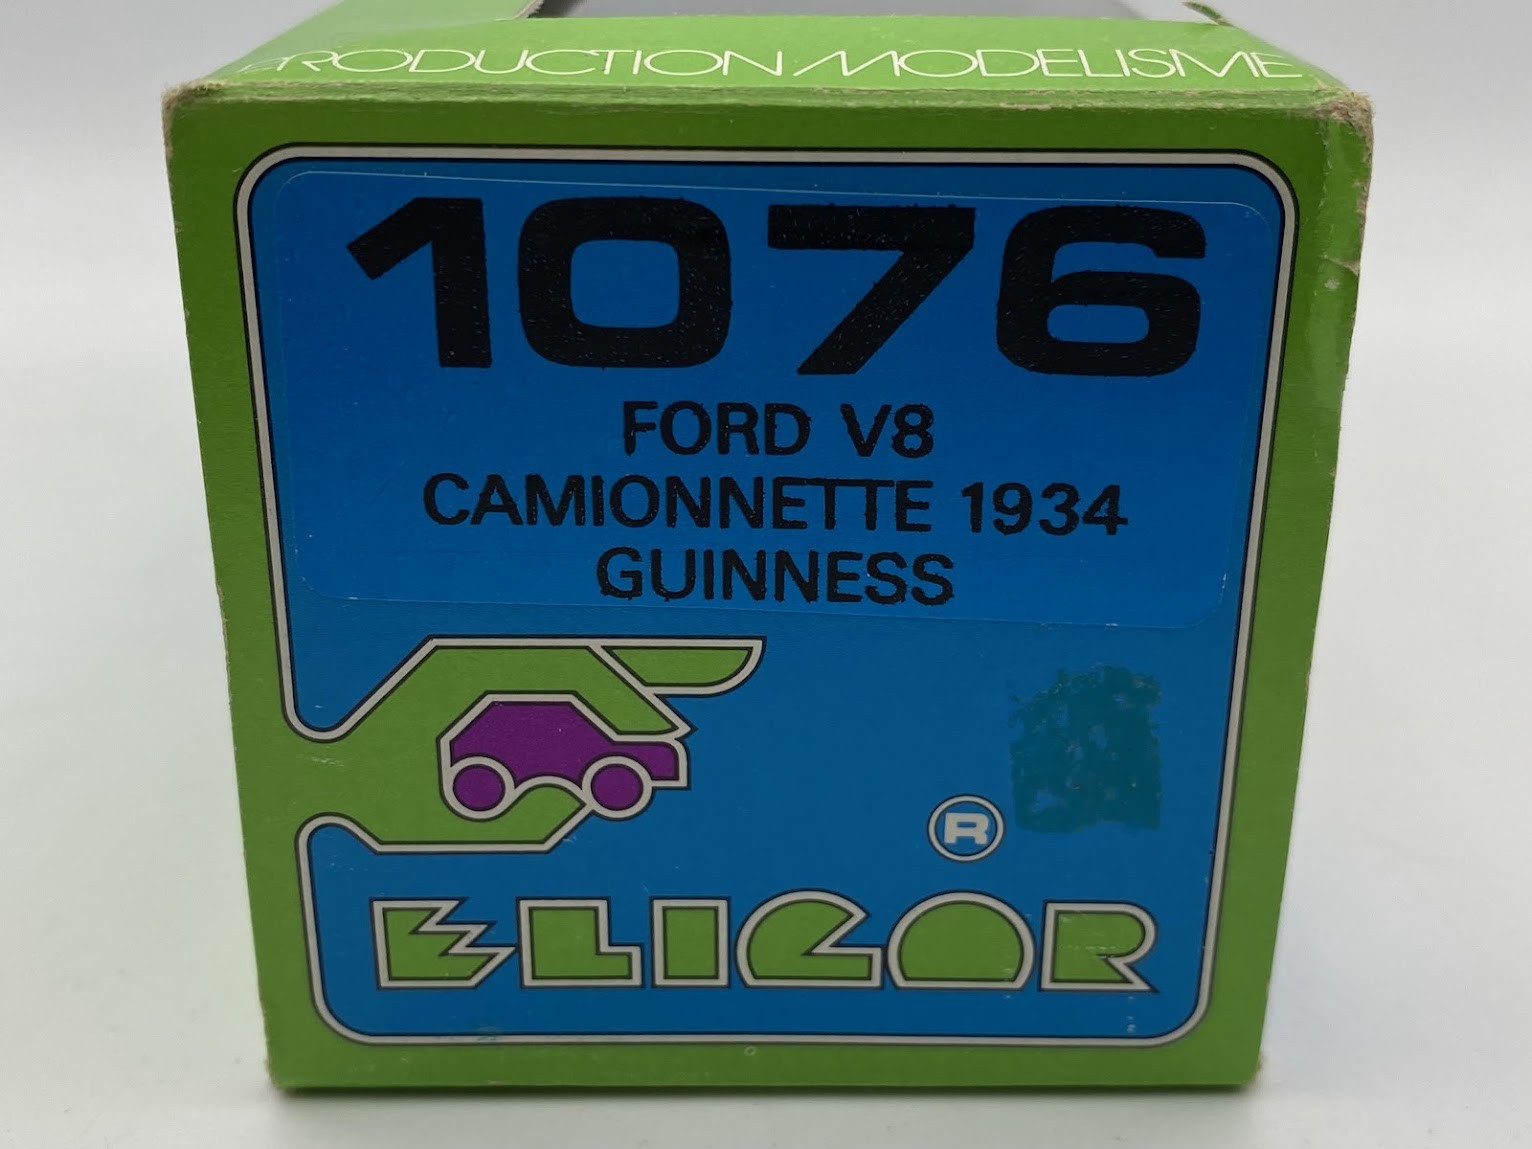 PRODUCTION MODELISME
1076
FORD V8
CAMIONNETTE 1934
GUINNESS
®
ELIGOR